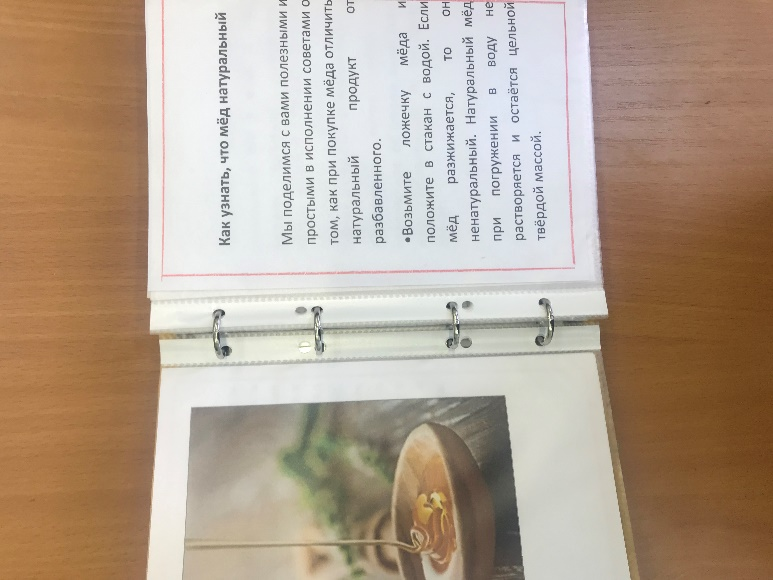 Как узнать, что мёд натуральный
Мы поделимся с вами полезными и
простыми в исполнении советами о
том, как при покупке мёда отличить
натуральный продукт от
разбавленного.
•Возьмите ложечку мёда и
положите в стакан с водой. Если
мёд разжижается, то он
ненатуральный. Натуральный мёд
при погружении в воду не
растворяется и остаётся цельной
твёрдой массой.